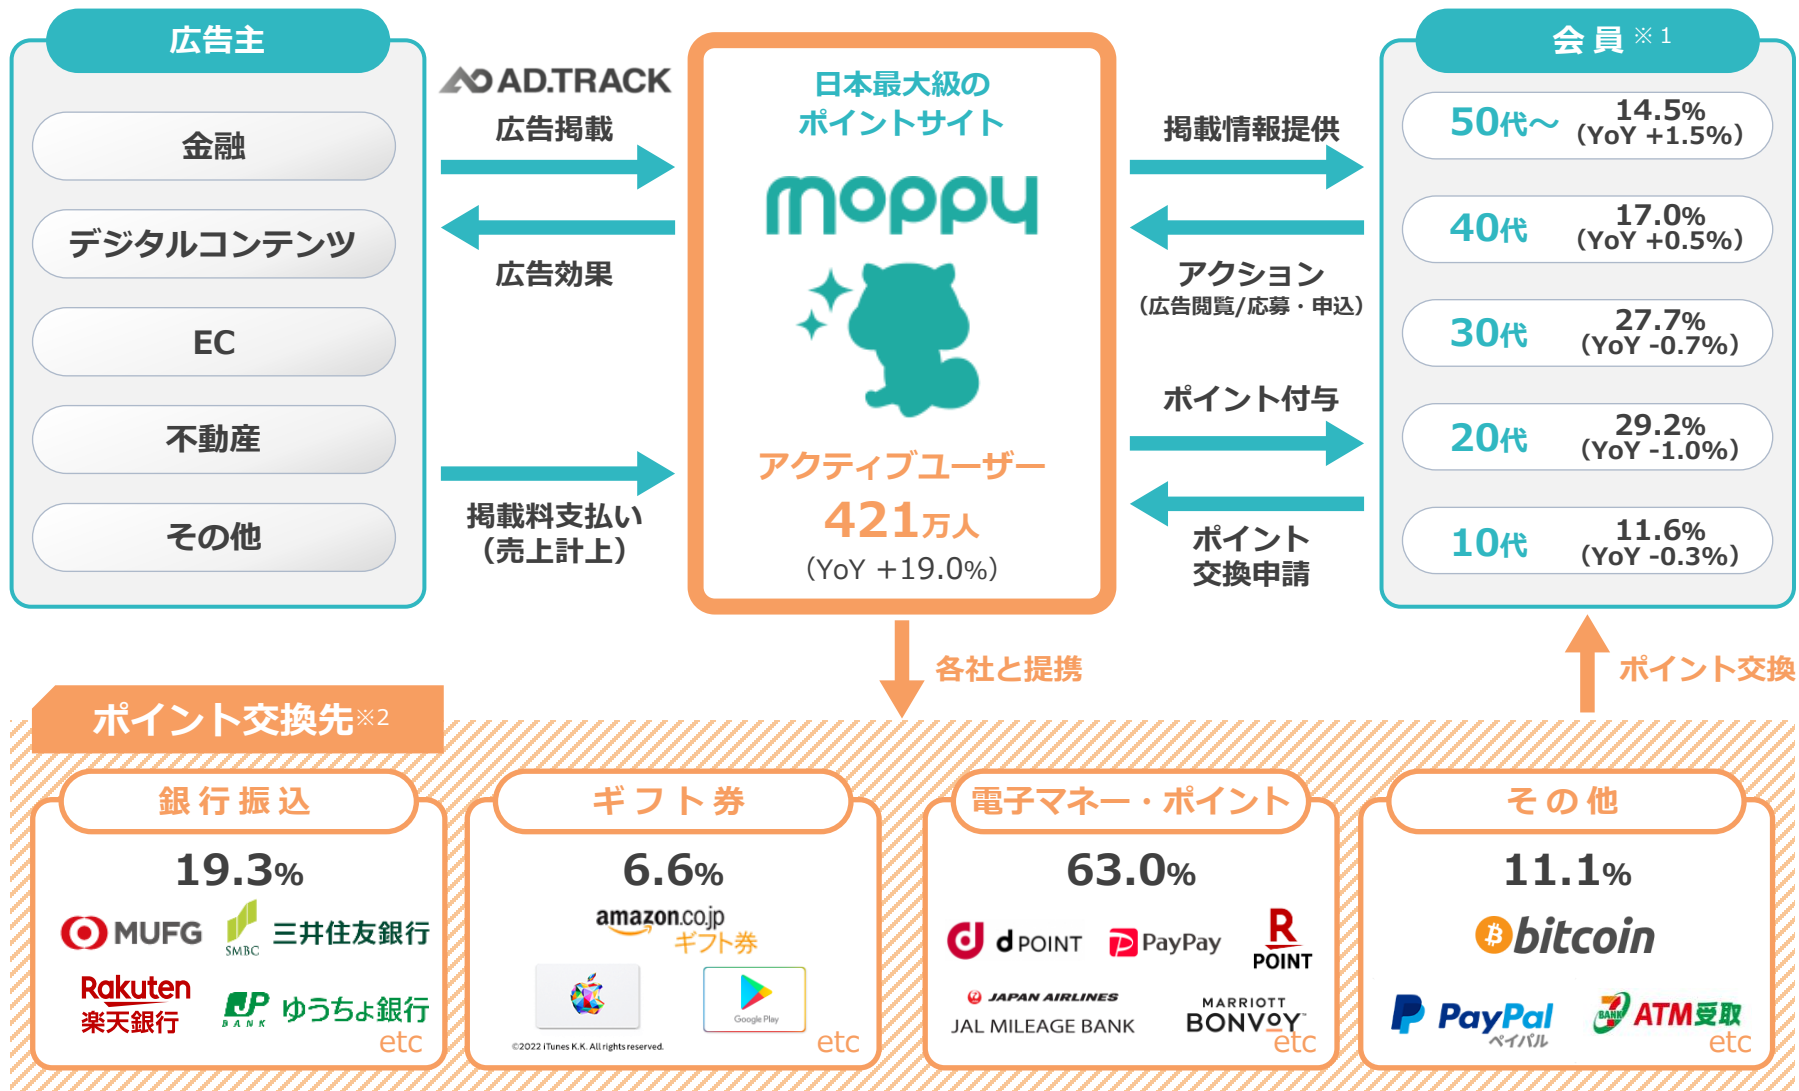 広告主
金融
デジタルコンテンツ
EC
不動産
その他
AD.TRACK
広告掲載
広告効果
掲載料支払い
（売上計上）
日本最大級の
ポイントサイト
moppy
アクティブユーザー
421万人
（YoY +19.0%）
掲載情報提供
アクション
（広告閲覧/応募・申込）
ポイント付与
ポイント
交換申請
会員※1
50代～ 14.5%
（YoY +1.5%）
40代 17.0%
（YoY +0.5%）
30代 27.7%
（YoY -0.7%）
20代 29.2%
（YoY -1.0%）
10代 11.6%
（YoY -0.3%）
各社と提携
ポイント交換
ポイント交換先※2
銀行振込
19.3%
MUFG
SMBC 三井住友銀行
Rakuten
楽天銀行
JP BANK ゆうちょ銀行
etc
ギフト券
6.6%
amazon.co.jp
ギフト券
Google Play
©2022 iTunes K.K. All rights reserved.
etc
電子マネー・ポイント
63.0%
d d POINT
P PayPay
R
POINT
JAPAN AIRLINES
JAL MILEAGE BANK
MARRIOTT
BONVOY™
etc
その他
11.1%
bitcoin
PayPal
ペイパル
7 BANK ATM受取
etc